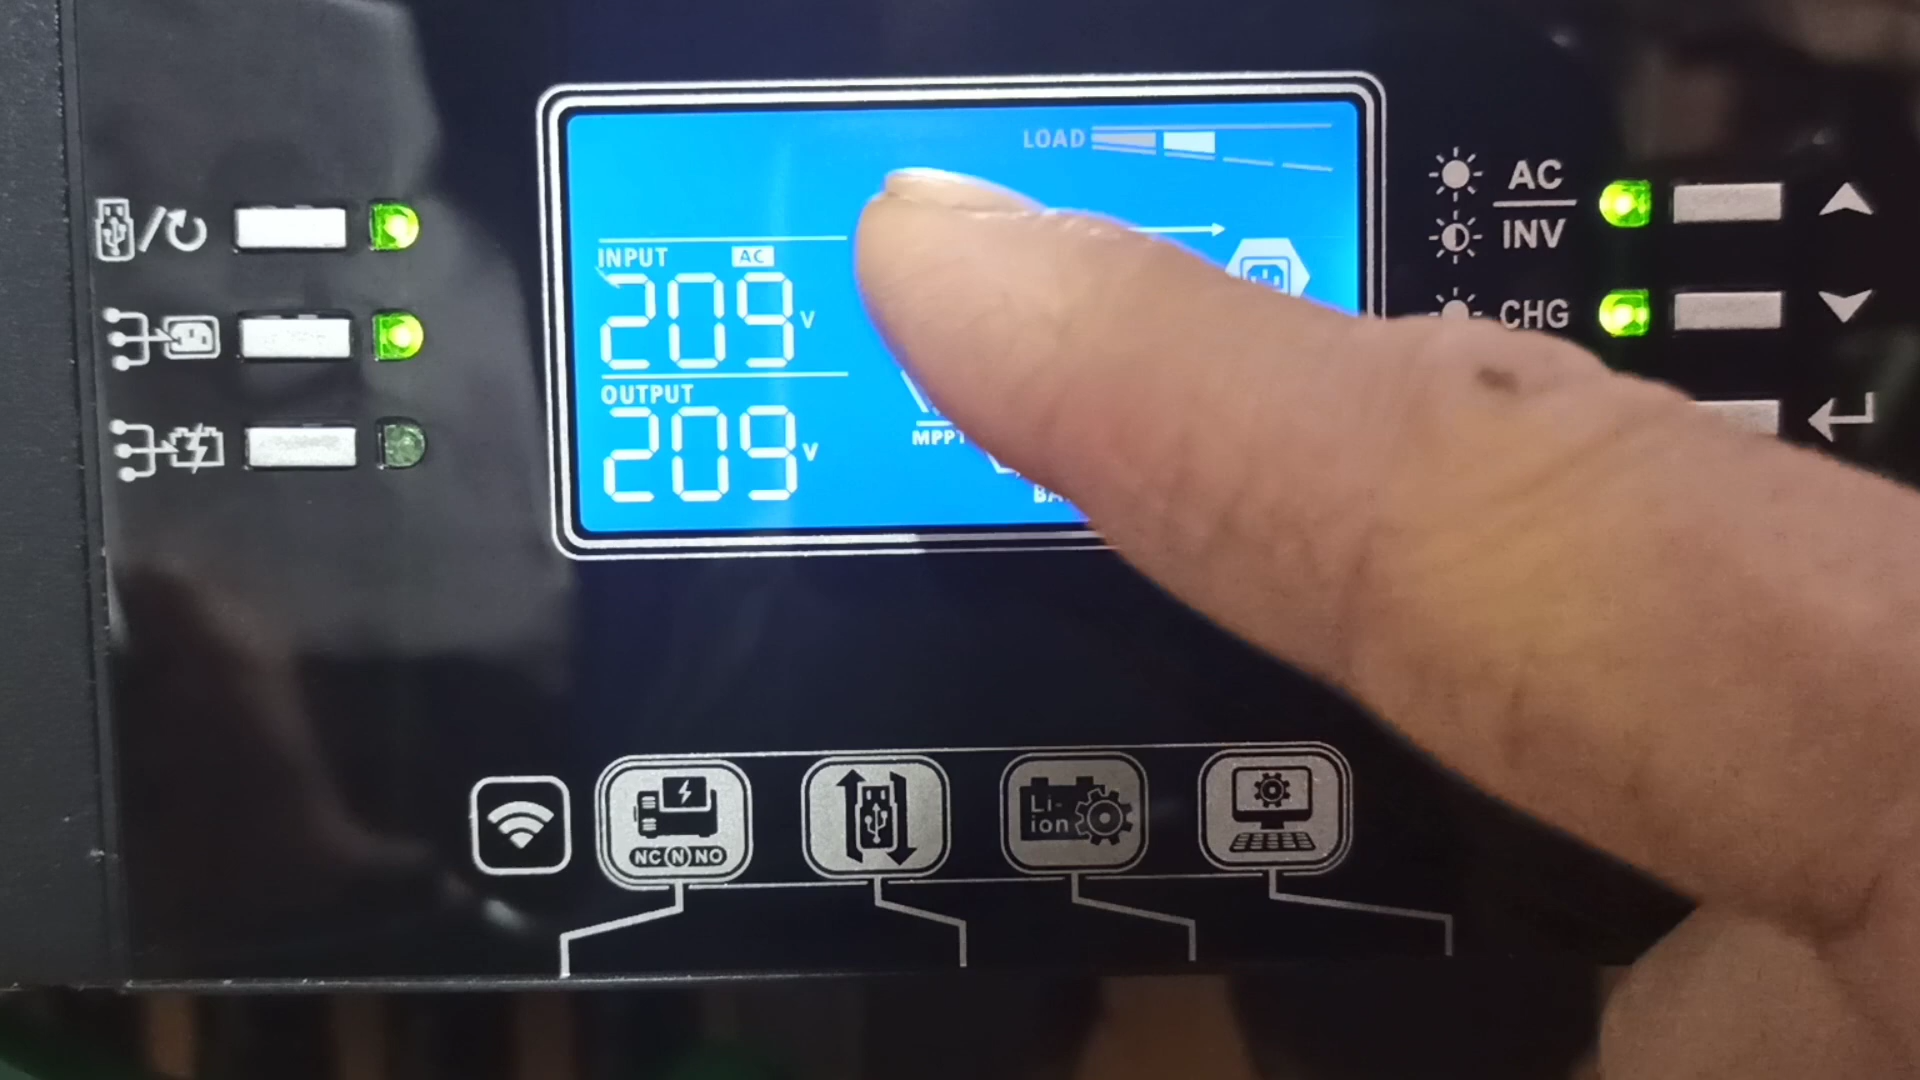 LOAD
INPUT AC
209 V
OUTPUT
209 V
MPPT
AC
INV
CHG
NC N NO
Li-
ion